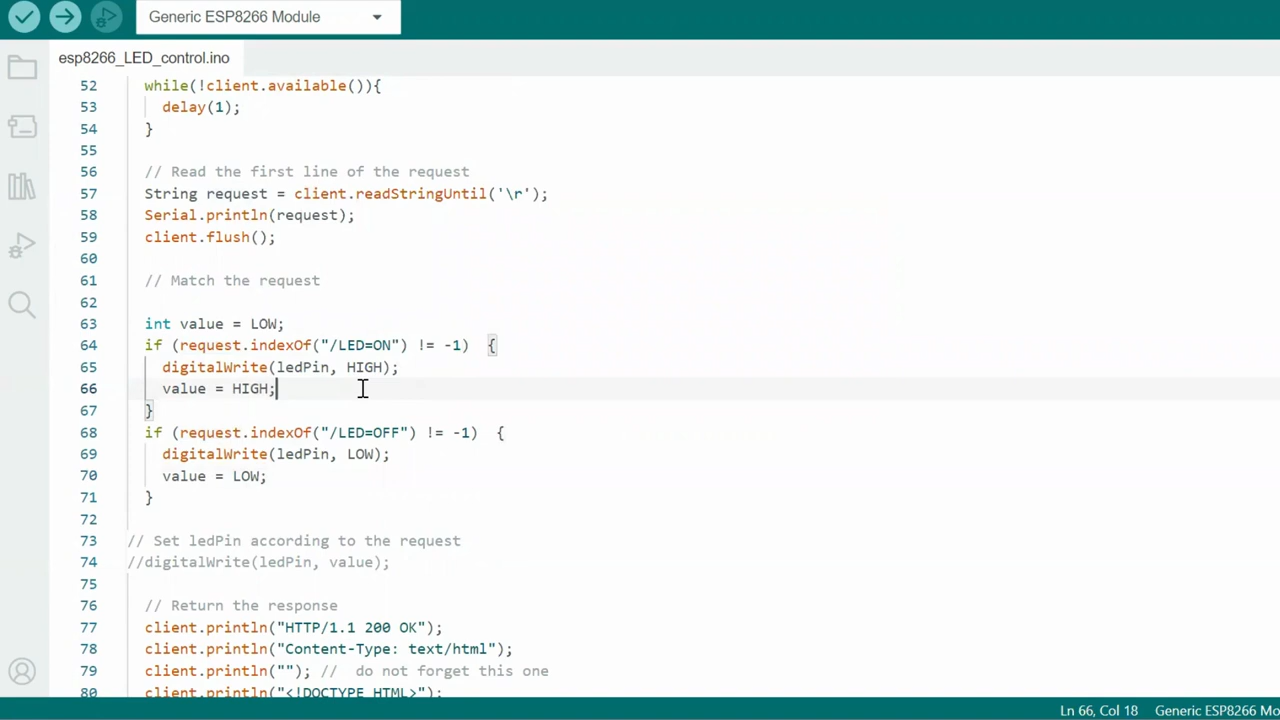 Generic ESP8266 Module
esp8266_LED_control.ino
52 while(!client.available()){
53 delay(1);
54 }
55
56 // Read the first line of the request
57 String request = client.readStringUntil('\r');
58 Serial.println(request);
59 client.flush();
60
61 // Match the request
62
63 int value = LOW;
64 if (request.indexOf("/LED=ON") != -1)  {
65 digitalWrite(ledPin, HIGH);
66 value = HIGH;
67 }
68 if (request.indexOf("/LED=OFF") != -1)  {
69 digitalWrite(ledPin, LOW);
70 value = LOW;
71 }
72
73 // Set ledPin according to the request
74 //digitalWrite(ledPin, value);
75
76 // Return the response
77 client.println("HTTP/1.1 200 OK");
78 client.println("Content-Type: text/html");
79 client.println(""); //  do not forget this one
80 client.println("<!DOCTYPE HTML>");
Ln 66, Col 18 Generic ESP8266 Mo